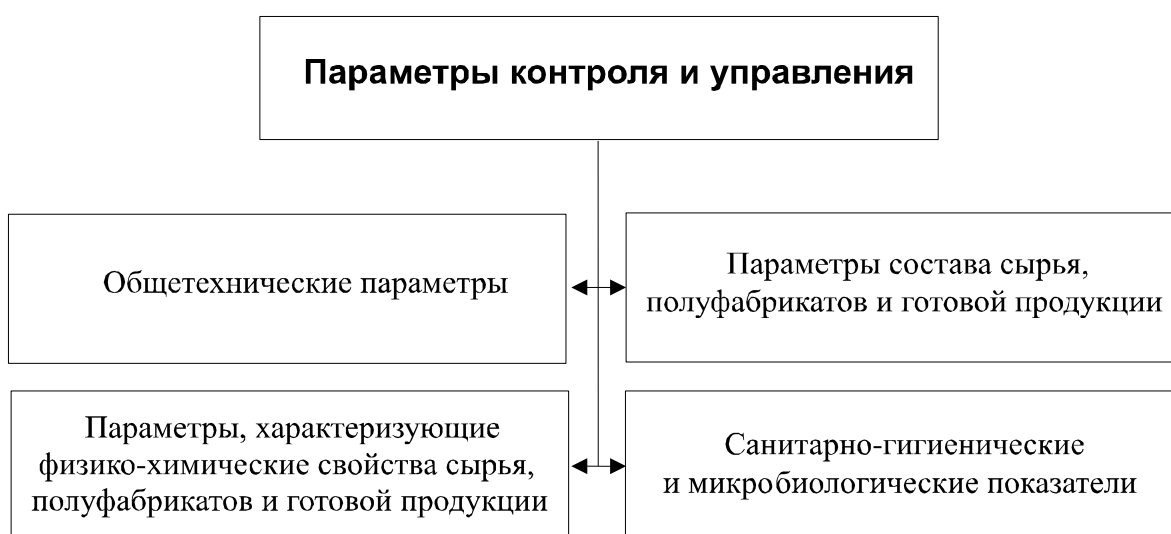 Параметры контроля и управления
Общетехнические параметры
Параметры состава сырья,
полуфабрикатов и готовой продукции
Параметры, характеризующие
физико-химические свойства сырья,
полуфабрикатов и готовой продукции
Санитарно-гигиенические
и микробиологические показатели